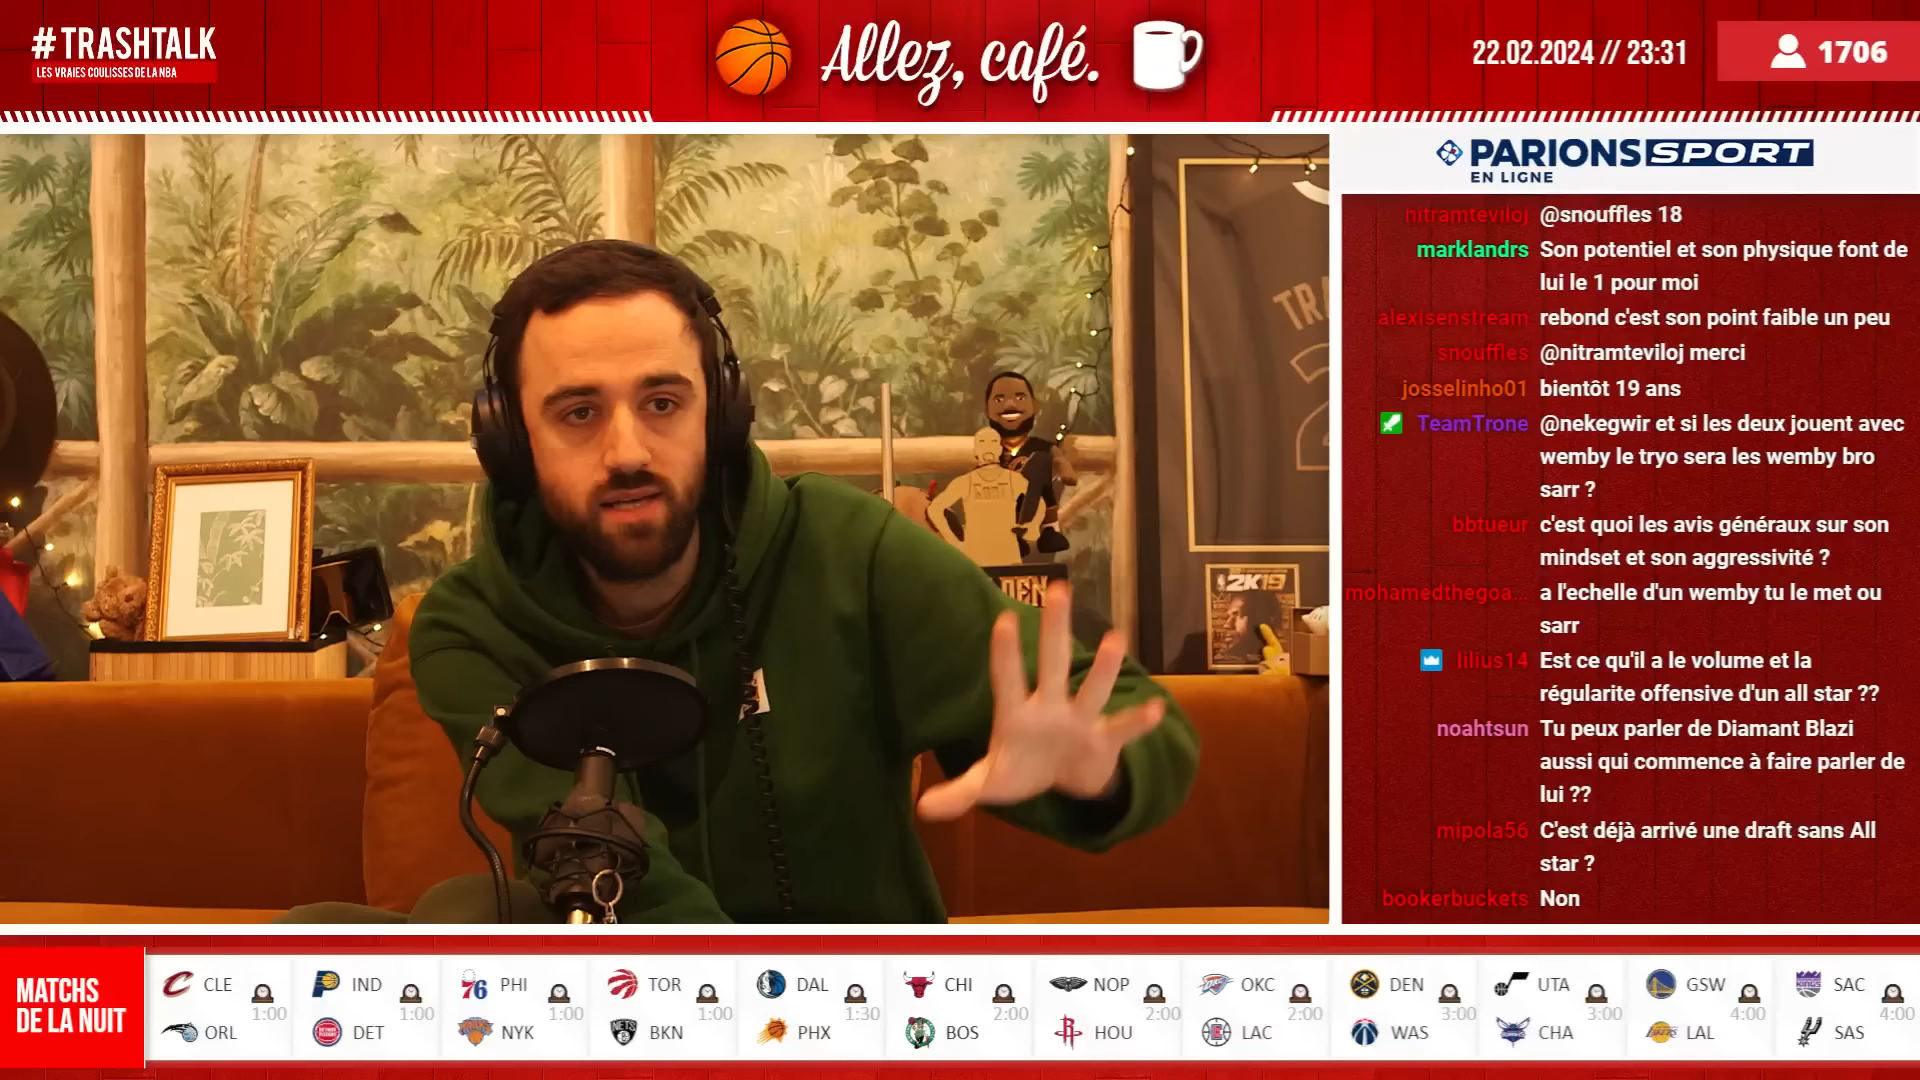 #TRASHTALK
LES VRAIES COULISSES DE LA NBA
Allez, café.
22.02.2024 // 23:31
1706
PARIONS SPORT
EN LIGNE
TRA
2
2K19
DEN
nitramteviloj @snouffles 18
marklandrs Son potentiel et son physique font de
lui le 1 pour moi
alexisenstream rebond c'est son point faible un peu
snouffles @nitramteviloj merci
josselinho01 bientôt 19 ans
TeamTrone @nekegwir et si les deux jouent avec
wemby le tryo sera les wemby bro
sarr ?
bbtueur c'est quoi les avis généraux sur son
mindset et son aggressivité ?
mohamedthegoa... a l'echelle d'un wemby tu le met ou
sarr
lilius14 Est ce qu'il a le volume et la
régularite offensive d'un all star ??
noahtsun Tu peux parler de Diamant Blazi
aussi qui commence à faire parler de
lui ??
mipola56 C'est déjà arrivé une draft sans All
star ?
bookerbuckets Non
MATCHS
DE LA NUIT
CLE 1:00 ORL
IND 1:00 DET
76 PHI 1:00 NYK
TOR 1:00 NETS BKN
DAL 1:30 PHX
CHI 2:00 BOS
NOP 2:00 HOU
OKC 2:00 LAC
DEN 3:00 WAS
UTA 3:00 CHA
GSW 4:00 LAKERS LAL
KINGS SAC 4:00 SAS